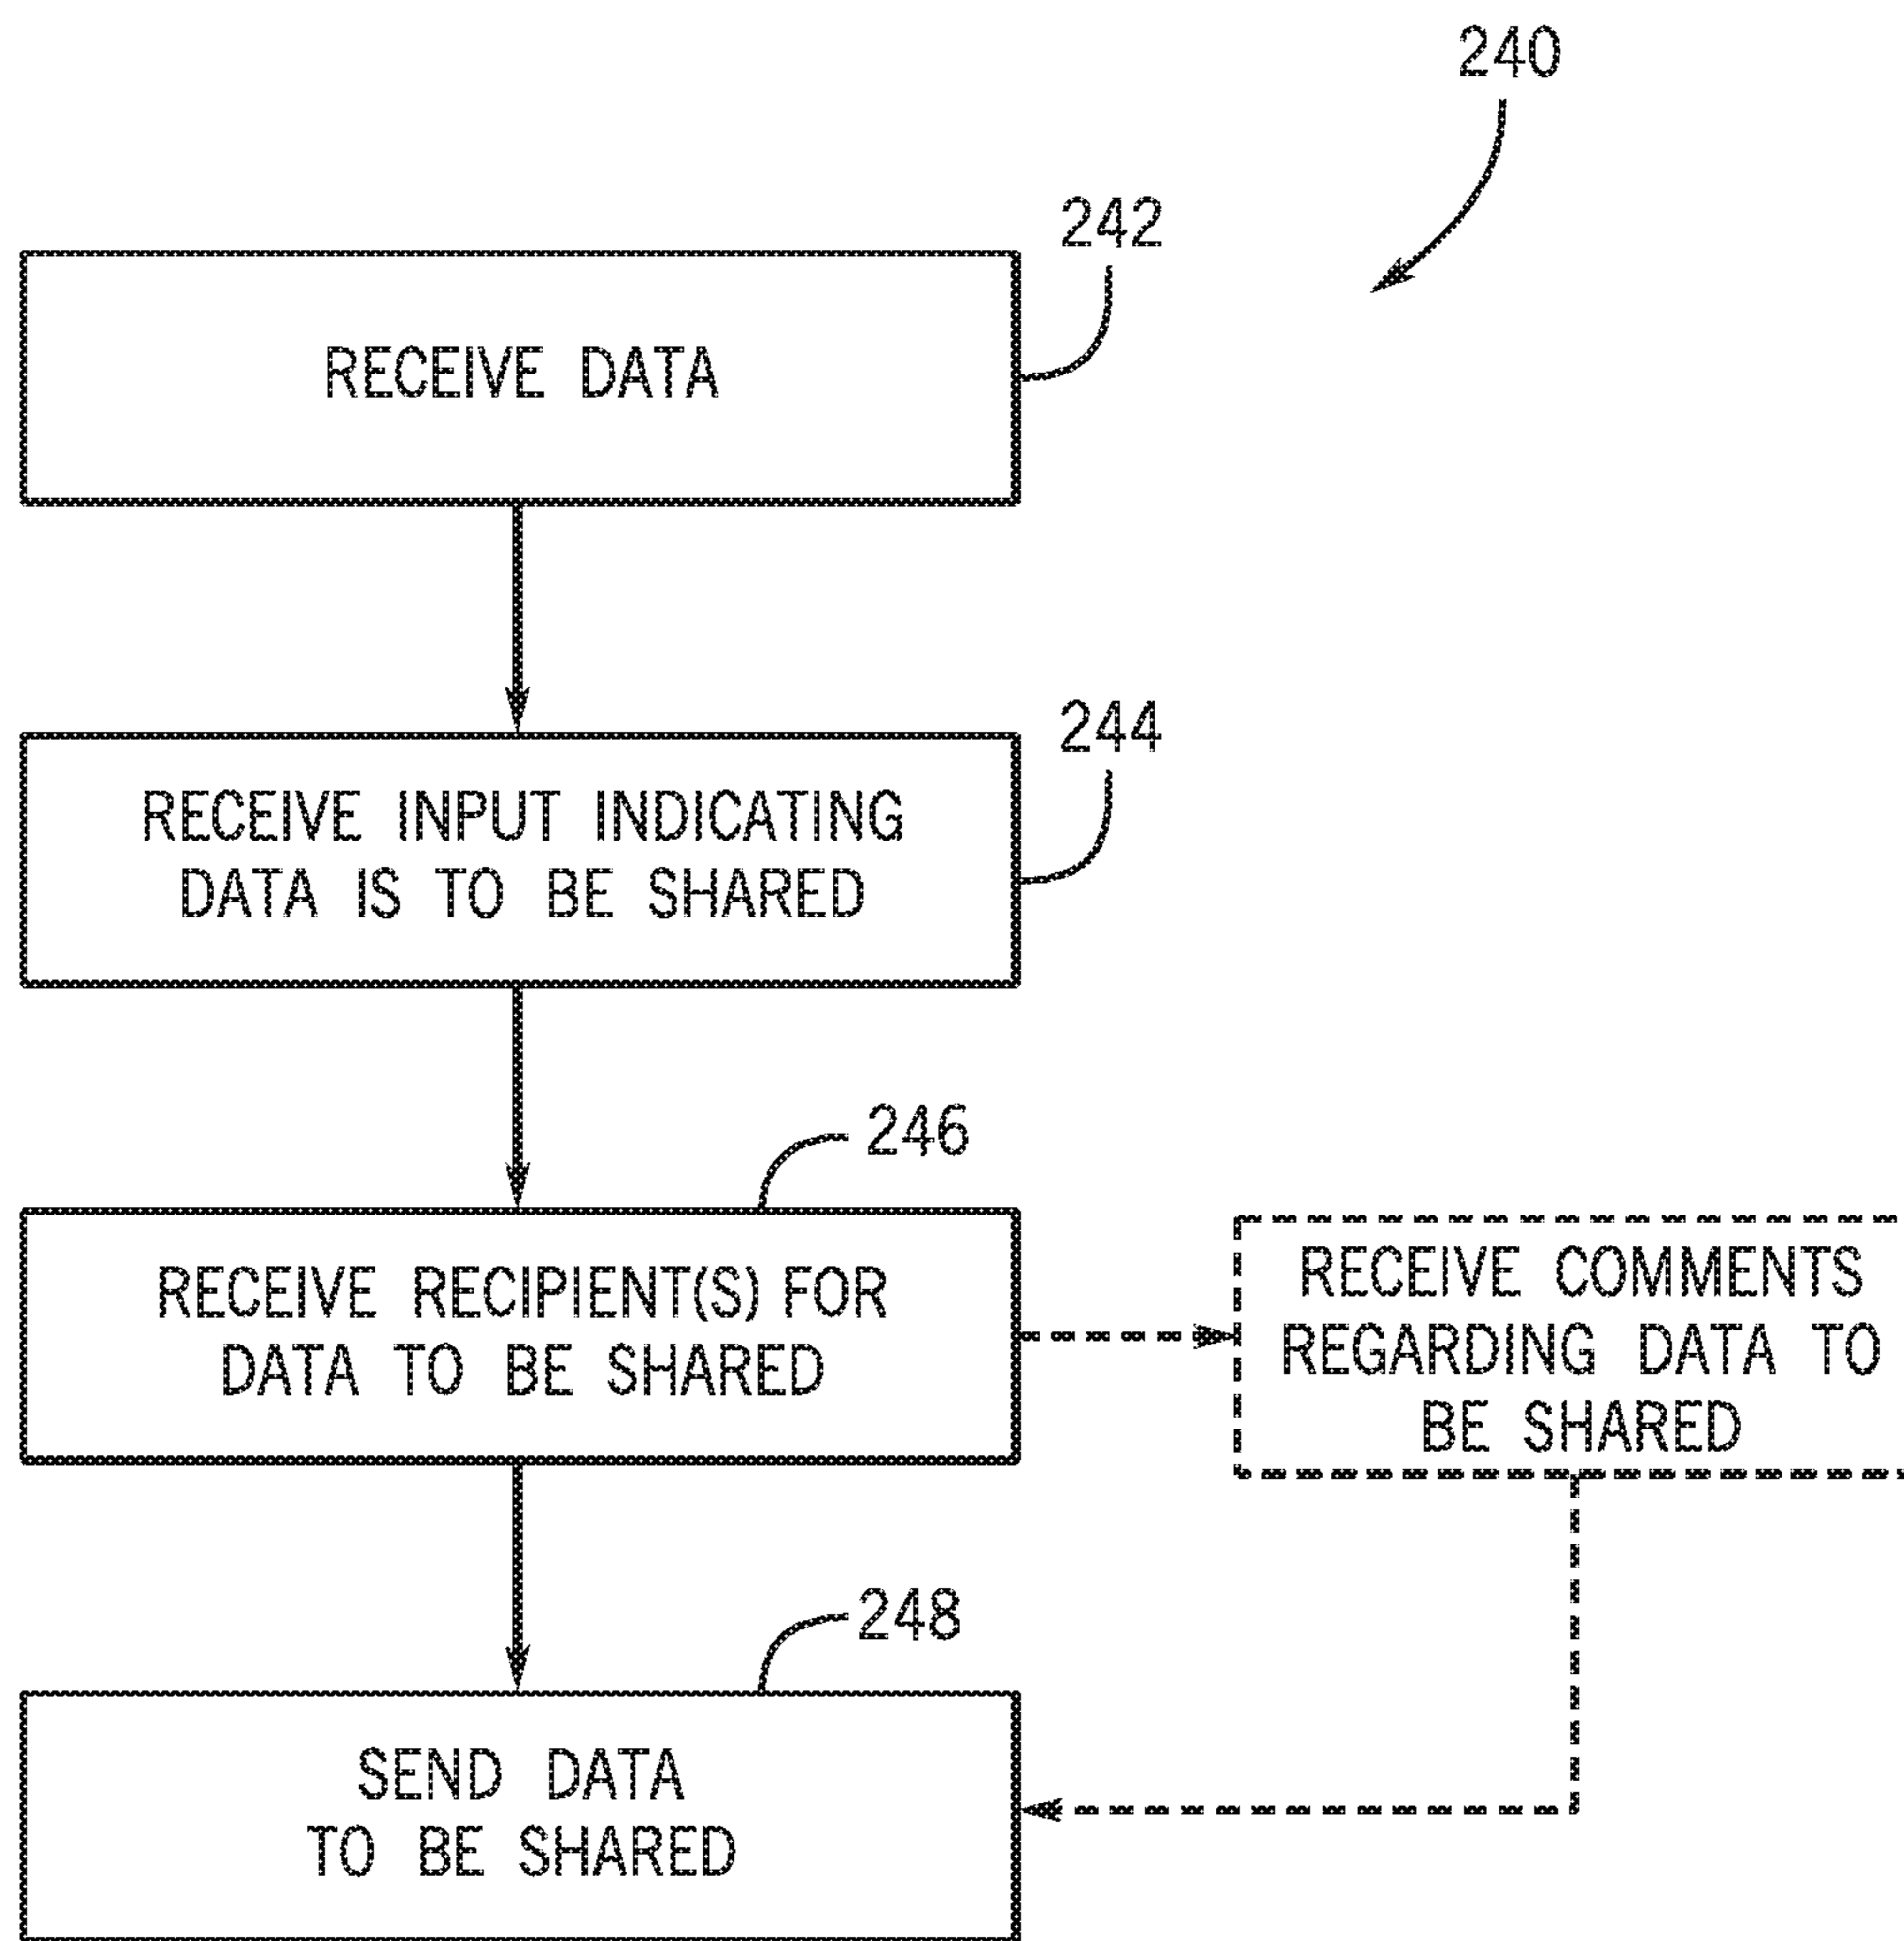 240
242
RECEIVE DATA
244
RECEIVE INPUT INDICATING
DATA IS TO BE SHARED
246
RECEIVE RECIPIENT(S) FOR
DATA TO BE SHARED
RECEIVE COMMENTS
REGARDING DATA TO
BE SHARED
248
SEND DATA
TO BE SHARED